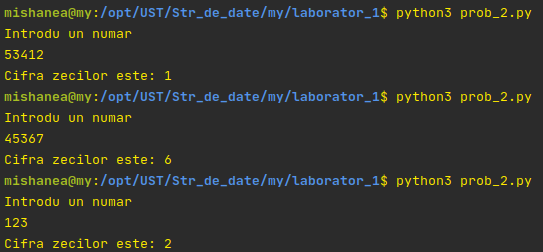 mishanea@my:/opt/UST/Str_de_date/my/laborator_1$ python3 prob_2.py
Introdu un numar
53412
Cifra zecilor este: 1
mishanea@my:/opt/UST/Str_de_date/my/laborator_1$ python3 prob_2.py
Introdu un numar
45367
Cifra zecilor este: 6
mishanea@my:/opt/UST/Str_de_date/my/laborator_1$ python3 prob_2.py
Introdu un numar
123
Cifra zecilor este: 2